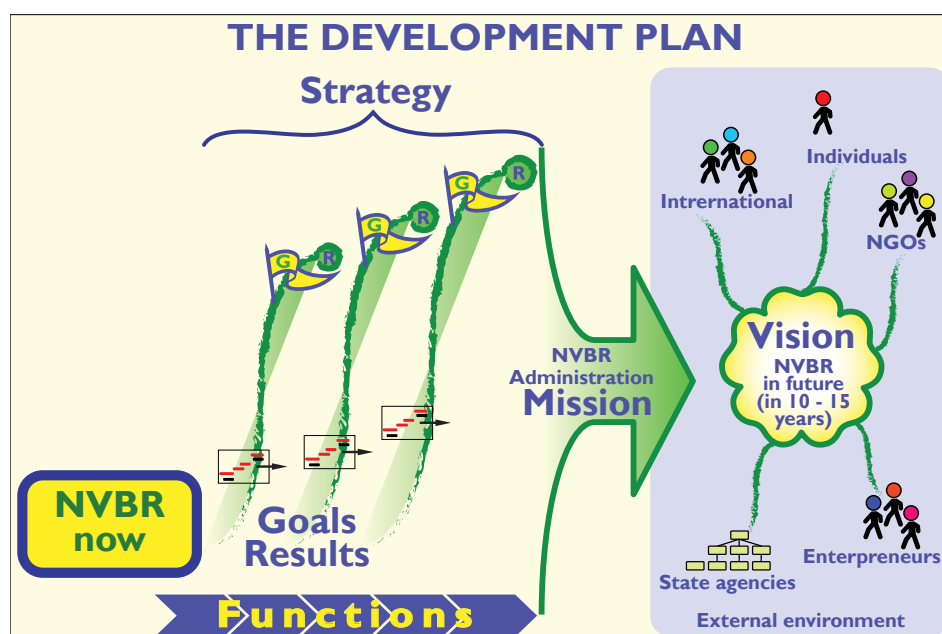 THE DEVELOPMENT PLAN
Strategy
G
R
G
R
G
R
NVBR
now
Goals
Results
Functions
NVBR
Administration
Mission
Intrernational
Individuals
NGOs
Vision
NVBR
in future
(in 10 - 15
years)
State agencies
Enterpreneurs
External environment